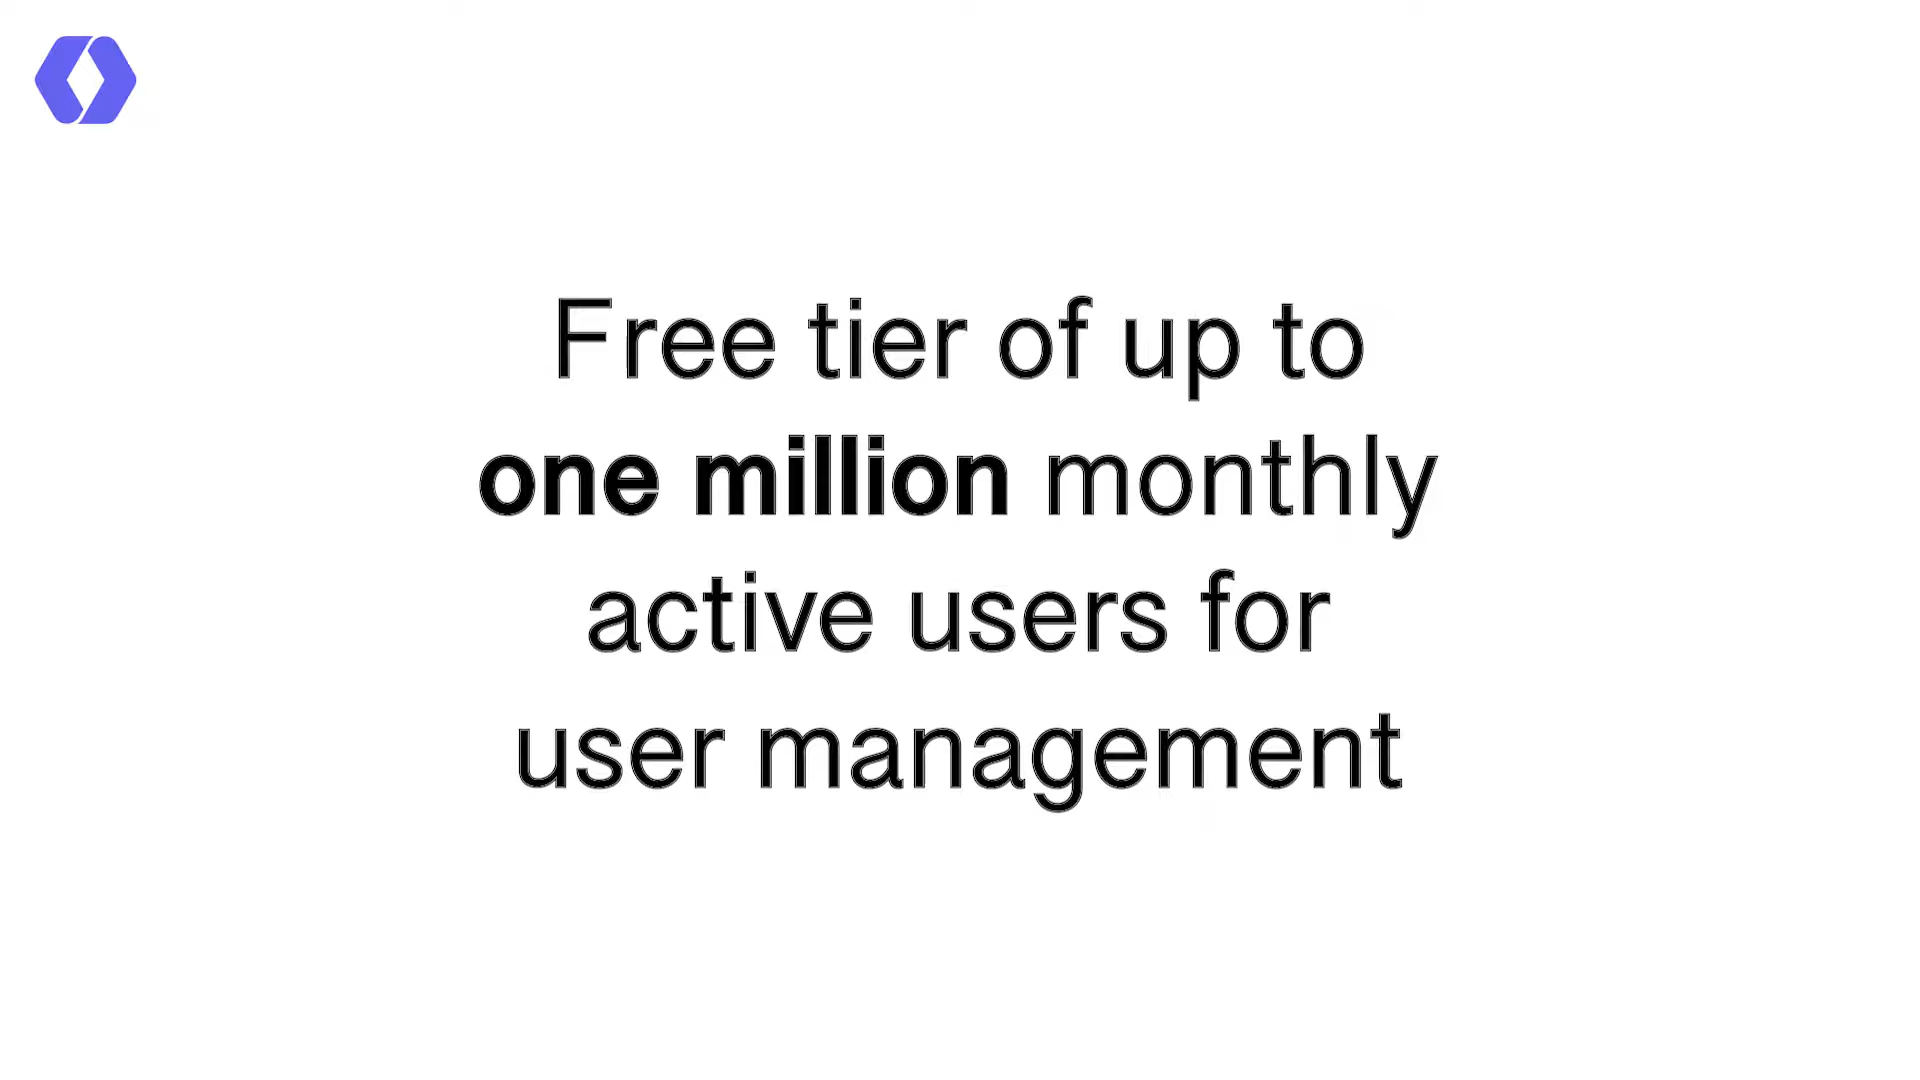 Free tier of up to
one million monthly
active users for
user management